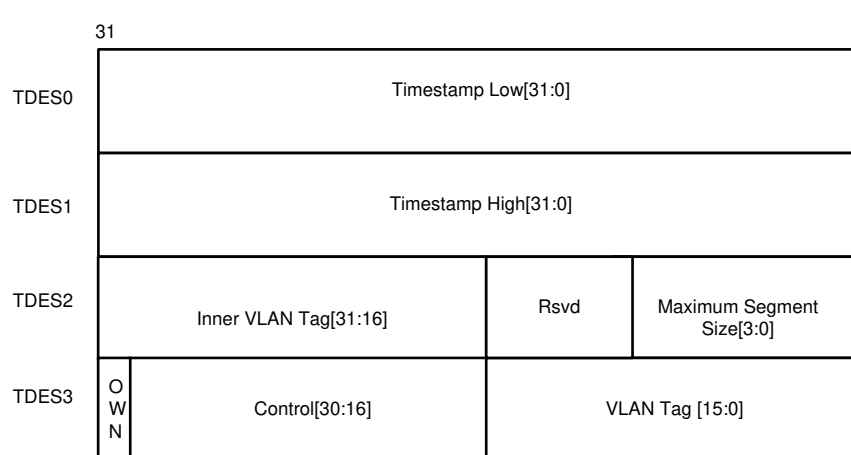 31
TDES0
Timestamp Low[31:0]
TDES1
Timestamp High[31:0]
TDES2
Inner VLAN Tag[31:16]
Rsvd
Maximum Segment
Size[3:0]
TDES3
O
W
N
Control[30:16]
VLAN Tag [15:0]